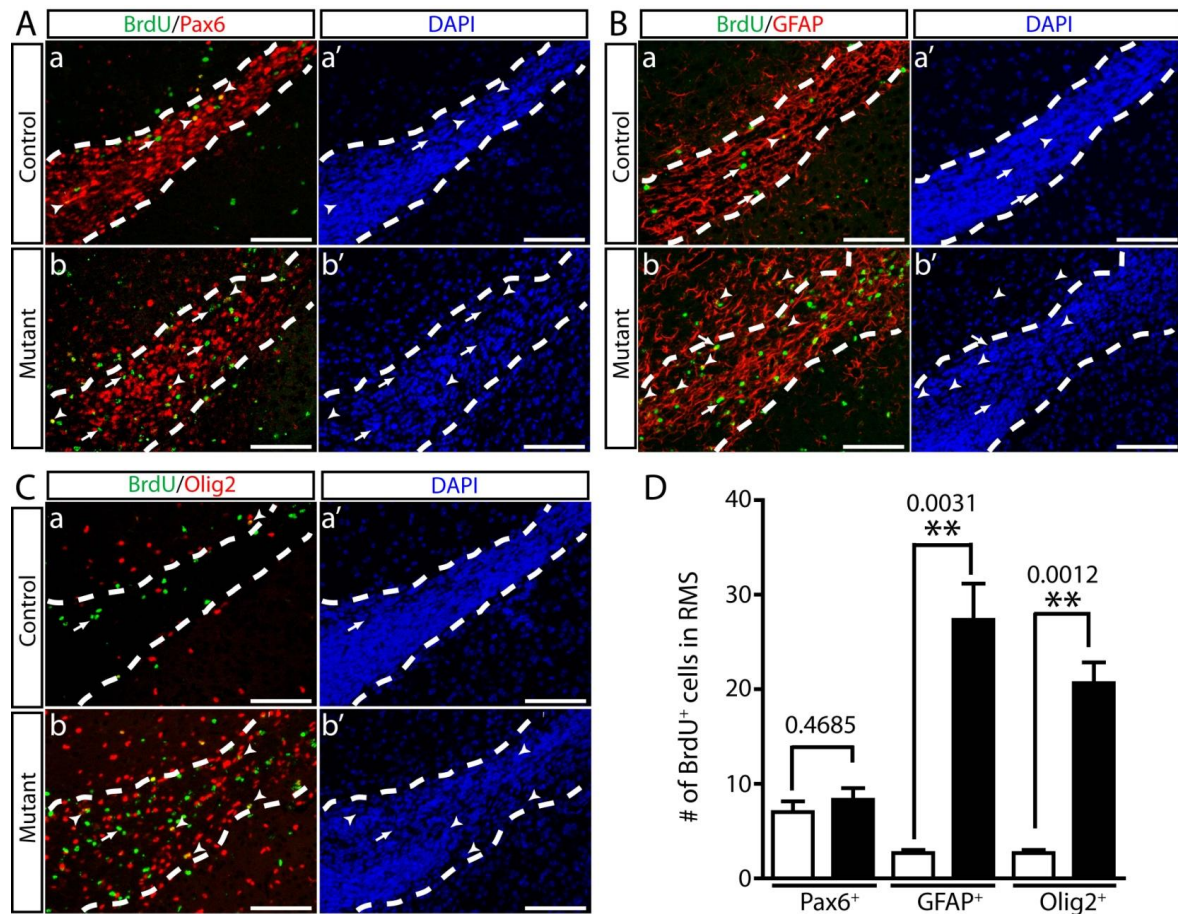 A
BrdU/Pax6
DAPI
Control
a
a'
Mutant
b
b'
B
BrdU/GFAP
DAPI
Control
a
a'
Mutant
b
b'
C
BrdU/Olig2
DAPI
Control
a
a'
Mutant
b
b'
D
# of BrdU⁺ cells in RMS
40
30
20
10
0
0.4685
0.0031
**
0.0012
**
Pax6⁺
GFAP⁺
Olig2⁺